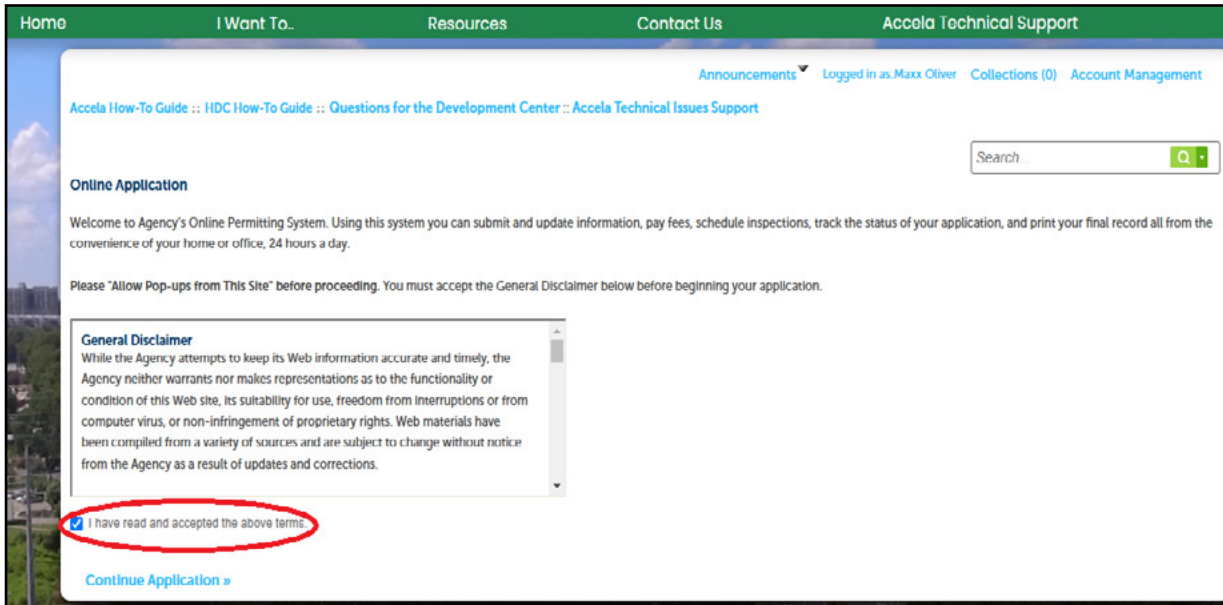 Home I Want To.. Resources Contact Us Accela Technical Support
Announcements Logged in as:Maxx Oliver Collections (0) Account Management
Accela How-To Guide :: HDC How-To Guide :: Questions for the Development Center :: Accela Technical Issues Support
Search...
Online Application
Welcome to Agency's Online Permitting System. Using this system you can submit and update information, pay fees, schedule inspections, track the status of your application, and print your final record all from the
convenience of your home or office, 24 hours a day.
Please "Allow Pop-ups from This Site" before proceeding. You must accept the General Disclaimer below before beginning your application.
General Disclaimer
While the Agency attempts to keep its Web information accurate and timely, the
Agency neither warrants nor makes representations as to the functionality or
condition of this Web site, its suitability for use, freedom from interruptions or from
computer virus, or non-infringement of proprietary rights. Web materials have
been compiled from a variety of sources and are subject to change without notice
from the Agency as a result of updates and corrections.
I have read and accepted the above terms.
Continue Application »